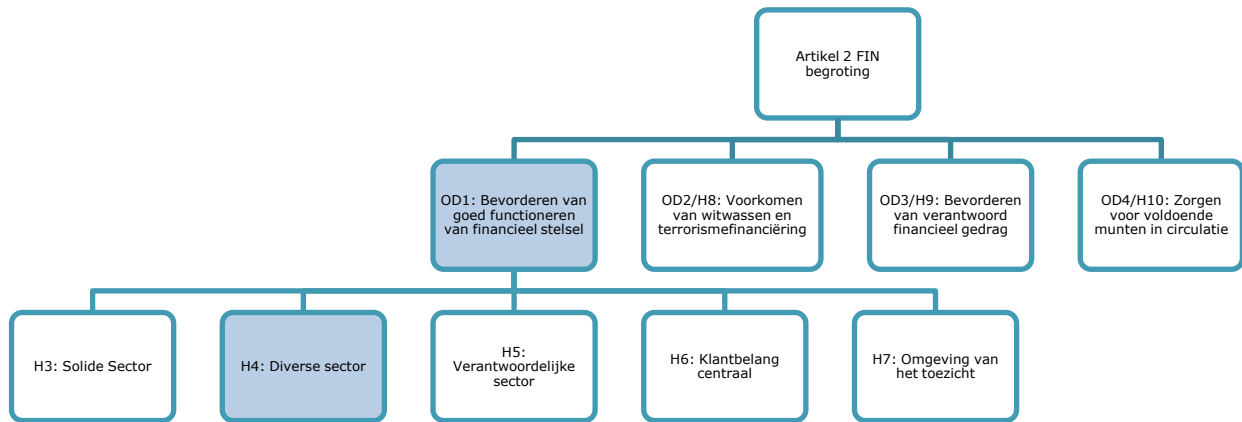 Artikel 2 FIN
begroting
OD1: Bevorderen van
goed functioneren
van financieel stelsel
OD2/H8: Voorkomen
van witwassen en
terrorismefinanciëring
OD3/H9: Bevorderen
van verantwoord
financieel gedrag
OD4/H10: Zorgen
voor voldoende
munten in circulatie
H3: Solide Sector
H4: Diverse sector
H5:
Verantwoordelijke
sector
H6: Klantbelang
centraal
H7: Omgeving van
het toezicht